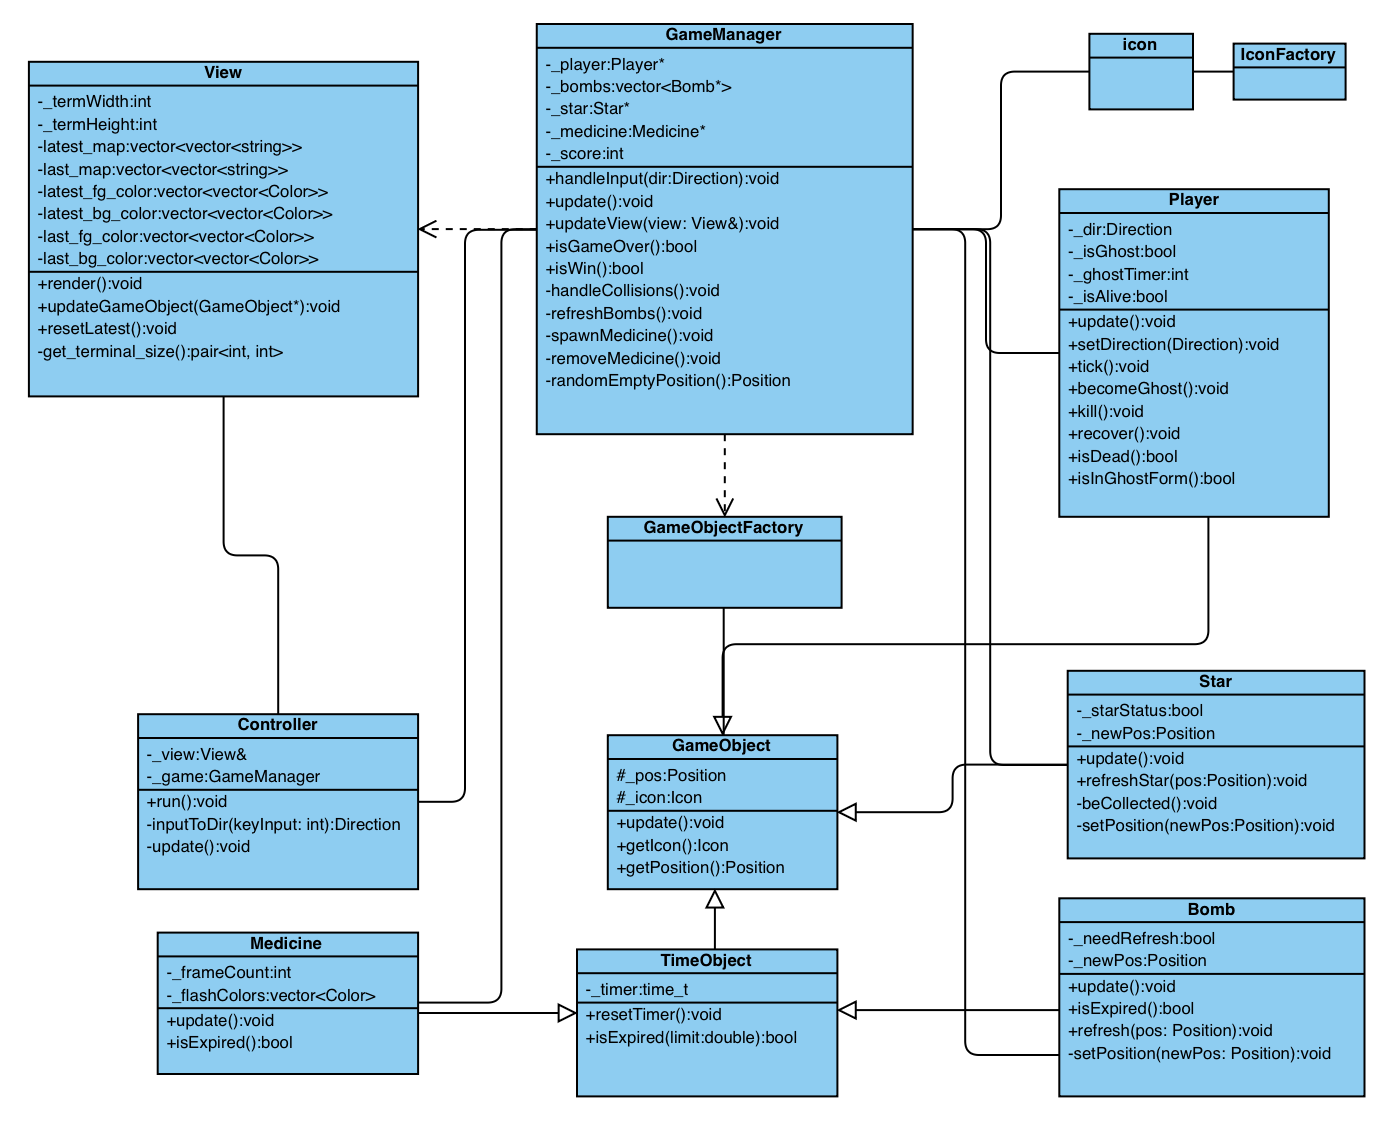 View
-_termWidth:int
-_termHeight:int
-latest_map:vector<vector<string>>
-last_map:vector<vector<string>>
-latest_fg_color:vector<vector<Color>>
-latest_bg_color:vector<vector<Color>>
-last_fg_color:vector<vector<Color>>
-last_bg_color:vector<vector<Color>>
+render():void
+updateGameObject(GameObject*):void
+resetLatest():void
-get_terminal_size():pair<int, int>
GameManager
-_player:Player*
-_bombs:vector<Bomb*>
-_star:Star*
-_medicine:Medicine*
-_score:int
+handleInput(dir:Direction):void
+update():void
+updateView(view: View&):void
+isGameOver():bool
+isWin():bool
-handleCollisions():void
-refreshBombs():void
-spawnMedicine():void
-removeMedicine():void
-randomEmptyPosition():Position
icon
IconFactory
Player
-_dir:Direction
-_isGhost:bool
-_ghostTimer:int
-_isAlive:bool
+update():void
+setDirection(Direction):void
+tick():void
+becomeGhost():void
+kill():void
+recover():void
+isDead():bool
+isInGhostForm():bool
GameObjectFactory
Controller
-_view:View&
-_game:GameManager
+run():void
-inputToDir(keyInput: int):Direction
-update():void
GameObject
#_pos:Position
#_icon:Icon
+update():void
+getIcon():Icon
+getPosition():Position
Star
-_starStatus:bool
-_newPos:Position
+update():void
+refreshStar(pos:Position):void
-beCollected():void
-setPosition(newPos:Position):void
Medicine
-_frameCount:int
-_flashColors:vector<Color>
+update():void
+isExpired():bool
TimeObject
-_timer:time_t
+resetTimer():void
+isExpired(limit:double):bool
Bomb
-_needRefresh:bool
-_newPos:Position
+update():void
+isExpired():bool
+refresh(pos: Position):void
-setPosition(newPos: Position):void